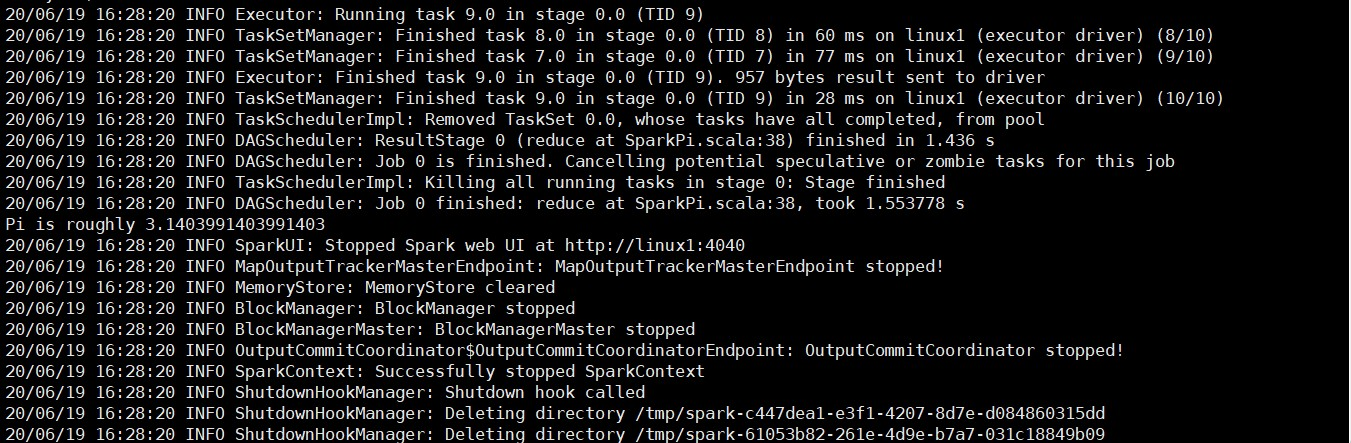 20/06/19 16:28:20 INFO Executor: Running task 9.0 in stage 0.0 (TID 9)
20/06/19 16:28:20 INFO TaskSetManager: Finished task 8.0 in stage 0.0 (TID 8) in 60 ms on linux1 (executor driver) (8/10)
20/06/19 16:28:20 INFO TaskSetManager: Finished task 7.0 in stage 0.0 (TID 7) in 77 ms on linux1 (executor driver) (9/10)
20/06/19 16:28:20 INFO Executor: Finished task 9.0 in stage 0.0 (TID 9). 957 bytes result sent to driver
20/06/19 16:28:20 INFO TaskSetManager: Finished task 9.0 in stage 0.0 (TID 9) in 28 ms on linux1 (executor driver) (10/10)
20/06/19 16:28:20 INFO TaskSchedulerImpl: Removed TaskSet 0.0, whose tasks have all completed, from pool
20/06/19 16:28:20 INFO DAGScheduler: ResultStage 0 (reduce at SparkPi.scala:38) finished in 1.436 s
20/06/19 16:28:20 INFO DAGScheduler: Job 0 is finished. Cancelling potential speculative or zombie tasks for this job
20/06/19 16:28:20 INFO TaskSchedulerImpl: Killing all running tasks in stage 0: Stage finished
20/06/19 16:28:20 INFO DAGScheduler: Job 0 finished: reduce at SparkPi.scala:38, took 1.553778 s
Pi is roughly 3.1403991403991403
20/06/19 16:28:20 INFO SparkUI: Stopped Spark web UI at http://linux1:4040
20/06/19 16:28:20 INFO MapOutputTrackerMasterEndpoint: MapOutputTrackerMasterEndpoint stopped!
20/06/19 16:28:20 INFO MemoryStore: MemoryStore cleared
20/06/19 16:28:20 INFO BlockManager: BlockManager stopped
20/06/19 16:28:20 INFO BlockManagerMaster: BlockManagerMaster stopped
20/06/19 16:28:20 INFO OutputCommitCoordinator$OutputCommitCoordinatorEndpoint: OutputCommitCoordinator stopped!
20/06/19 16:28:20 INFO SparkContext: Successfully stopped SparkContext
20/06/19 16:28:20 INFO ShutdownHookManager: Shutdown hook called
20/06/19 16:28:20 INFO ShutdownHookManager: Deleting directory /tmp/spark-c447dea1-e3f1-4207-8d7e-d084860315dd
20/06/19 16:28:20 INFO ShutdownHookManager: Deleting directory /tmp/spark-61053b82-261e-4d9e-b7a7-031c18849b09